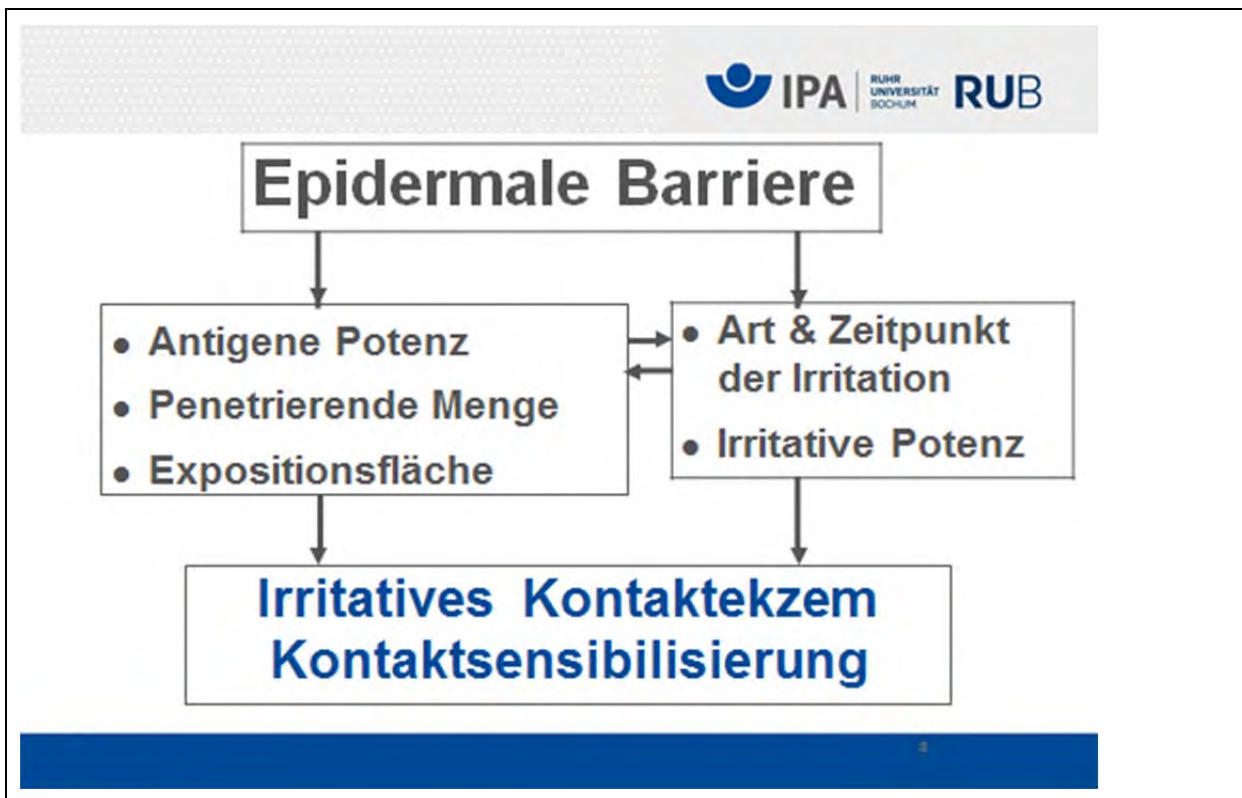 IPA
RUHR
UNIVERSITÄT
BOCHUM
RUB
Epidermale Barriere
• Antigene Potenz
• Penetrierende Menge
• Expositionsfläche
• Art & Zeitpunkt
der Irritation
• Irritative Potenz
Irritatives Kontaktekzem
Kontaktsensibilisierung